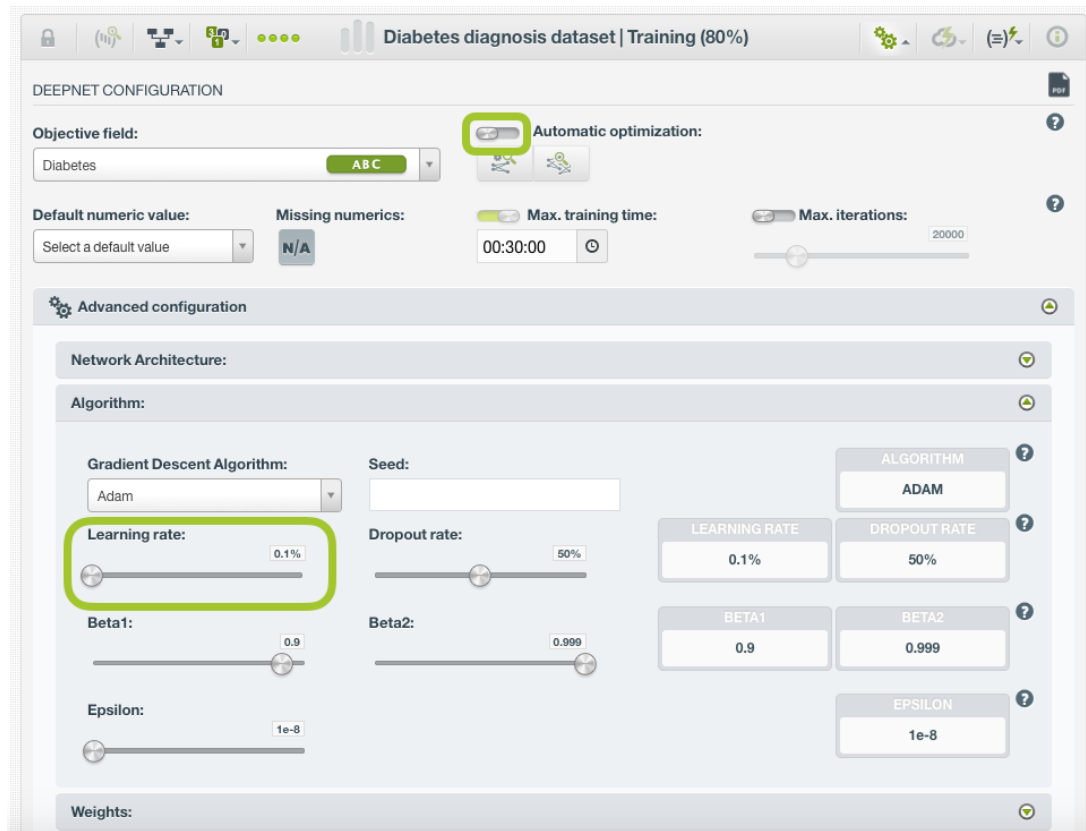 Diabetes diagnosis dataset | Training (80%)
DEEPNET CONFIGURATION
PDF
Objective field:
Automatic optimization:
Diabetes
ABC
Default numeric value:
Missing numerics:
Max. training time:
Max. iterations:
Select a default value
N/A
00:30:00
20000
Advanced configuration
Network Architecture:
Algorithm:
Gradient Descent Algorithm:
Seed:
ALGORITHM
Adam
ADAM
Learning rate:
Dropout rate:
LEARNING RATE
DROPOUT RATE
0.1%
50%
0.1%
50%
Beta1:
Beta2:
BETA1
BETA2
0.9
0.999
0.9
0.999
Epsilon:
EPSILON
1e-8
1e-8
Weights: